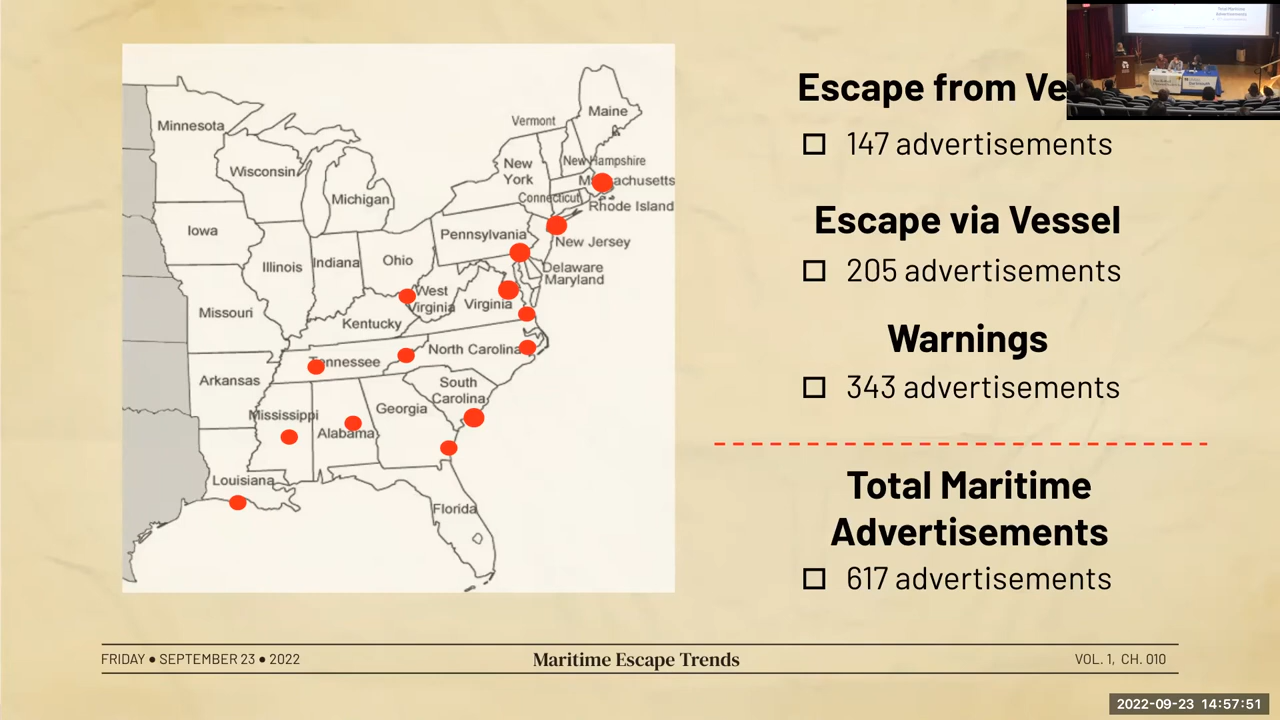 Escape from Ve
147 advertisements
Escape via Vessel
205 advertisements
Warnings
343 advertisements
Total Maritime
Advertisements
617 advertisements
Maine
Vermont
Minnesota
New Hampshire
New
York
Wisconsin
Massachusetts
Michigan
Connecticut
Rhode Island
Iowa
Pennsylvania
New Jersey
Illinois
Indiana
Ohio
Delaware
Maryland
West
Virginia
Virginia
Missouri
Kentucky
North Carolina
Tennessee
Arkansas
South
Carolina
Georgia
Mississippi
Alabama
Louisiana
Florida
FRIDAY ● SEPTEMBER 23 ● 2022
Maritime Escape Trends
VOL. 1, CH. 010
2022-09-23 14:57:51